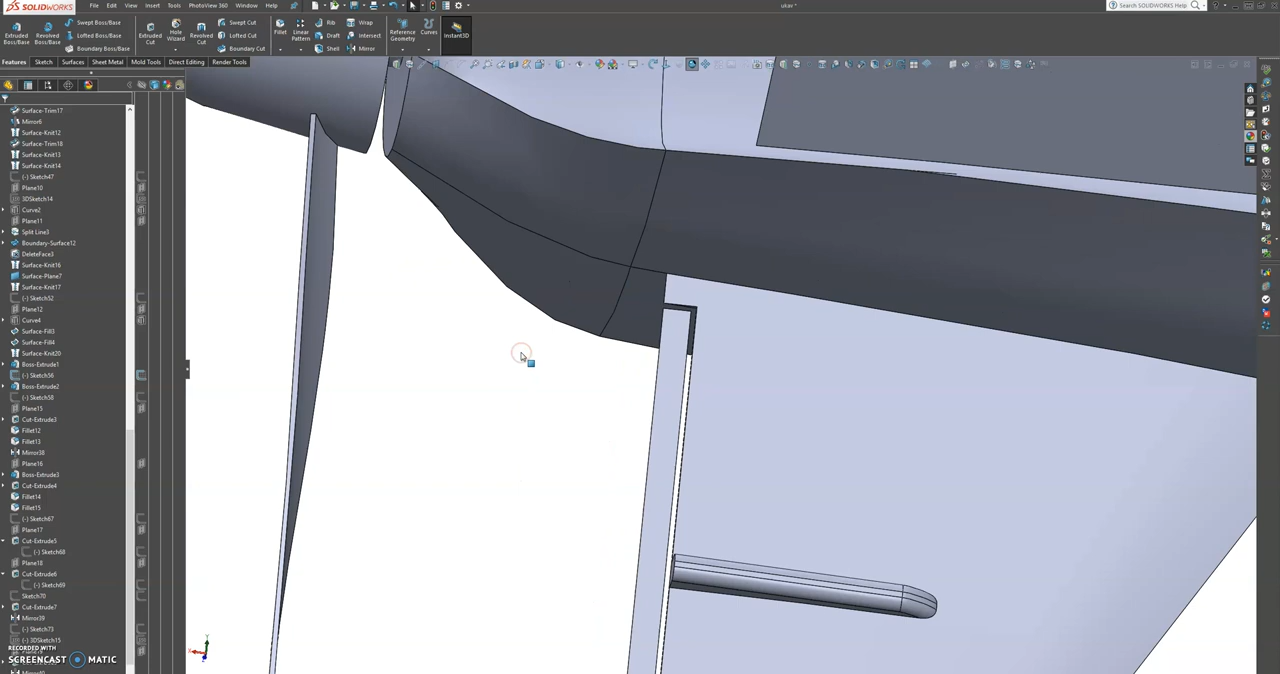 SOLIDWORKS
File Edit View Insert Tools PhotoView 360 Window Help
ukav *
Search SOLIDWORKS Help
Extruded Boss/Base
Revolved Boss/Base
Swept Boss/Base
Lofted Boss/Base
Boundary Boss/Base
Extruded Cut
Hole Wizard
Revolved Cut
Swept Cut
Lofted Cut
Boundary Cut
Fillet
Linear Pattern
Rib
Draft
Shell
Wrap
Intersect
Mirror
Reference Geometry
Curves
Instant3D
Features Sketch Surfaces Sheet Metal Mold Tools Direct Editing Render Tools
Surface-Trim17
Mirror6
Surface-Knit12
Surface-Trim18
Surface-Knit13
Surface-Knit14
(-) Sketch47
Plane10
3DSketch14
Curve2
Plane11
Split Line3
Boundary-Surface12
DeleteFace3
Surface-Knit16
Surface-Plane7
Surface-Knit17
(-) Sketch52
Plane12
Curve4
Surface-Fill3
Surface-Fill4
Surface-Knit20
Boss-Extrude1
(-) Sketch56
Boss-Extrude2
(-) Sketch58
Plane15
Cut-Extrude3
Fillet12
Fillet13
Mirror38
Plane16
Boss-Extrude3
Cut-Extrude4
Fillet14
Fillet15
(-) Sketch67
Plane17
Cut-Extrude5
(-) Sketch68
Plane18
Cut-Extrude6
(-) Sketch69
Sketch70
Cut-Extrude7
Mirror39
(-) Sketch73
(-) 3DSketch15
RECORDED WITH
SCREENCAST MATIC